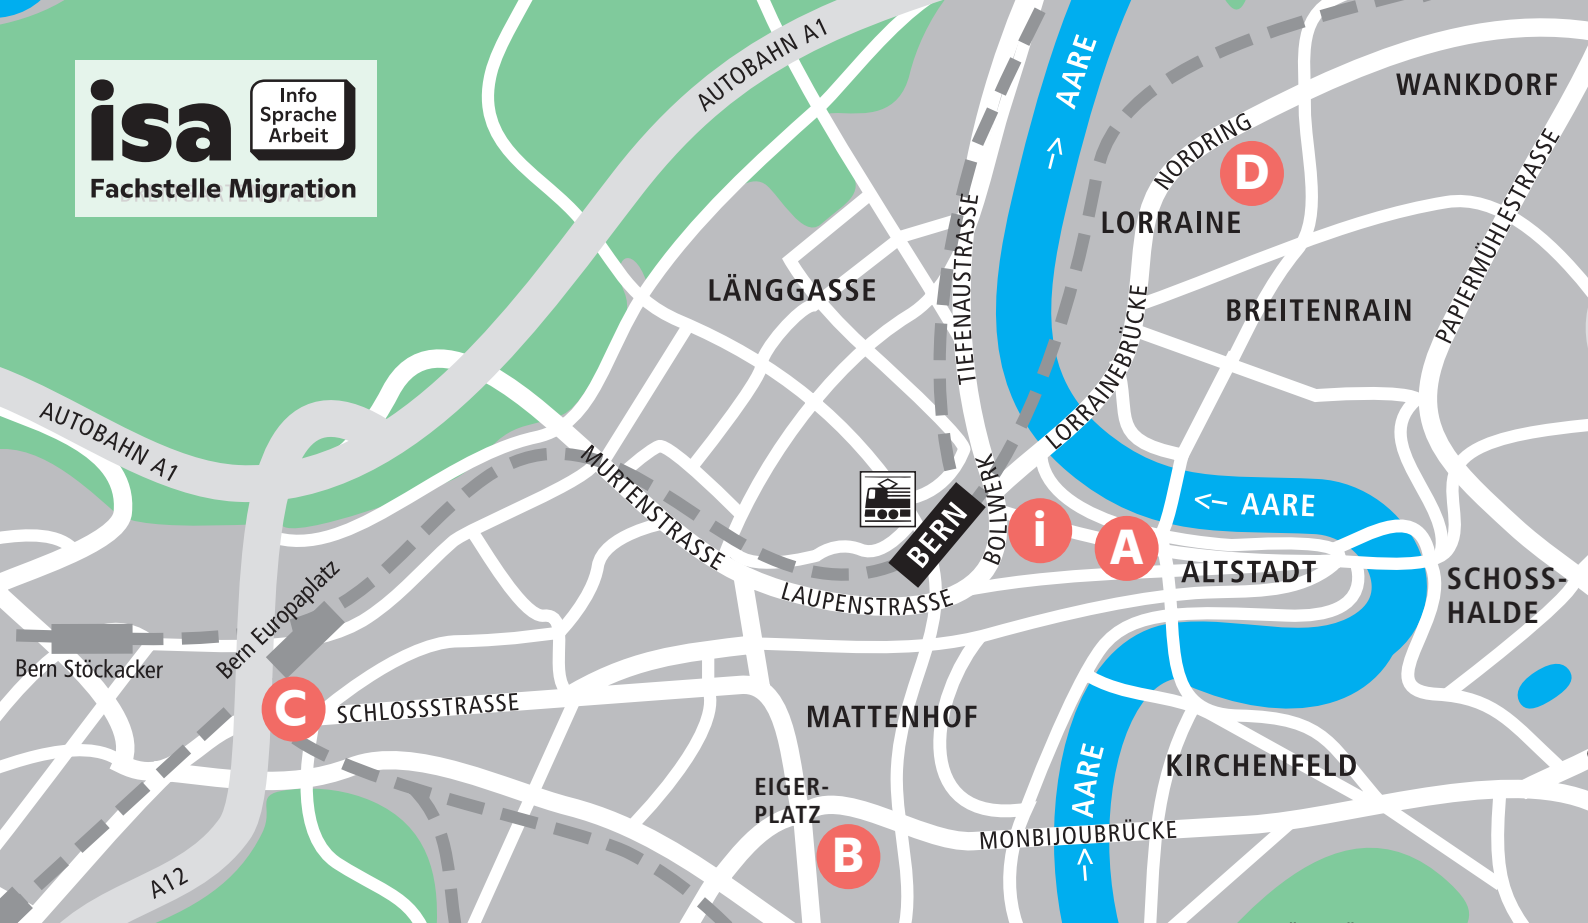 isa
Info
Sprache
Arbeit
Fachstelle Migration
BREMGARTENWALD
AUTOBAHN A1
AARE
-->
WANKDORF
NORDRING
D
LORRAINE
PAPIERMÜHLESTRASSE
TIEFENAUSTRASSE
LÄNGGASSE
BREITENRAIN
LORRAINEBRÜCKE
AUTOBAHN A1
MURTENSTRASSE
BOLLWERK
BERN
i
A
<-- AARE
ALTSTADT
SCHOSS-
HALDE
LAUPENSTRASSE
Bern Europaplatz
Bern Stöckacker
C
SCHLOSSSTRASSE
MATTENHOF
KIRCHENFELD
EIGER-
PLATZ
B
AARE
-->
MONBIJOUBRÜCKE
A12